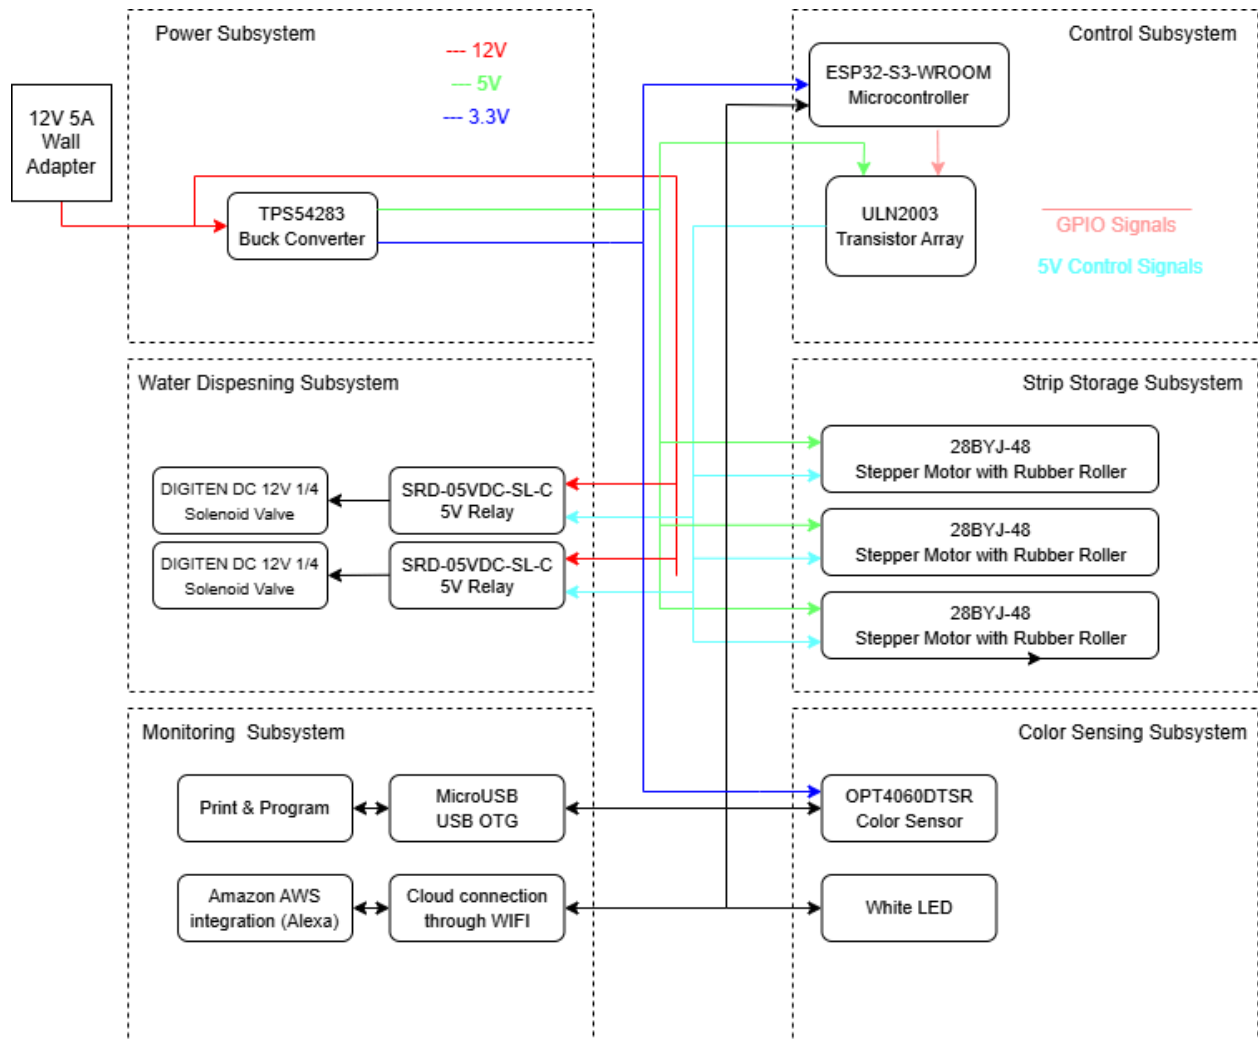 Power Subsystem
--- 12V
--- 5V
--- 3.3V
12V 5A
Wall
Adapter
TPS54283
Buck Converter
Control Subsystem
ESP32-S3-WROOM
Microcontroller
ULN2003
Transistor Array
GPIO Signals
5V Control Signals
Water Dispesning Subsystem
DIGITEN DC 12V 1/4
Solenoid Valve
SRD-05VDC-SL-C
5V Relay
DIGITEN DC 12V 1/4
Solenoid Valve
SRD-05VDC-SL-C
5V Relay
Strip Storage Subsystem
28BYJ-48
Stepper Motor with Rubber Roller
28BYJ-48
Stepper Motor with Rubber Roller
28BYJ-48
Stepper Motor with Rubber Roller
Monitoring Subsystem
Print & Program
MicroUSB
USB OTG
Amazon AWS
integration (Alexa)
Cloud connection
through WIFI
Color Sensing Subsystem
OPT4060DTSR
Color Sensor
White LED